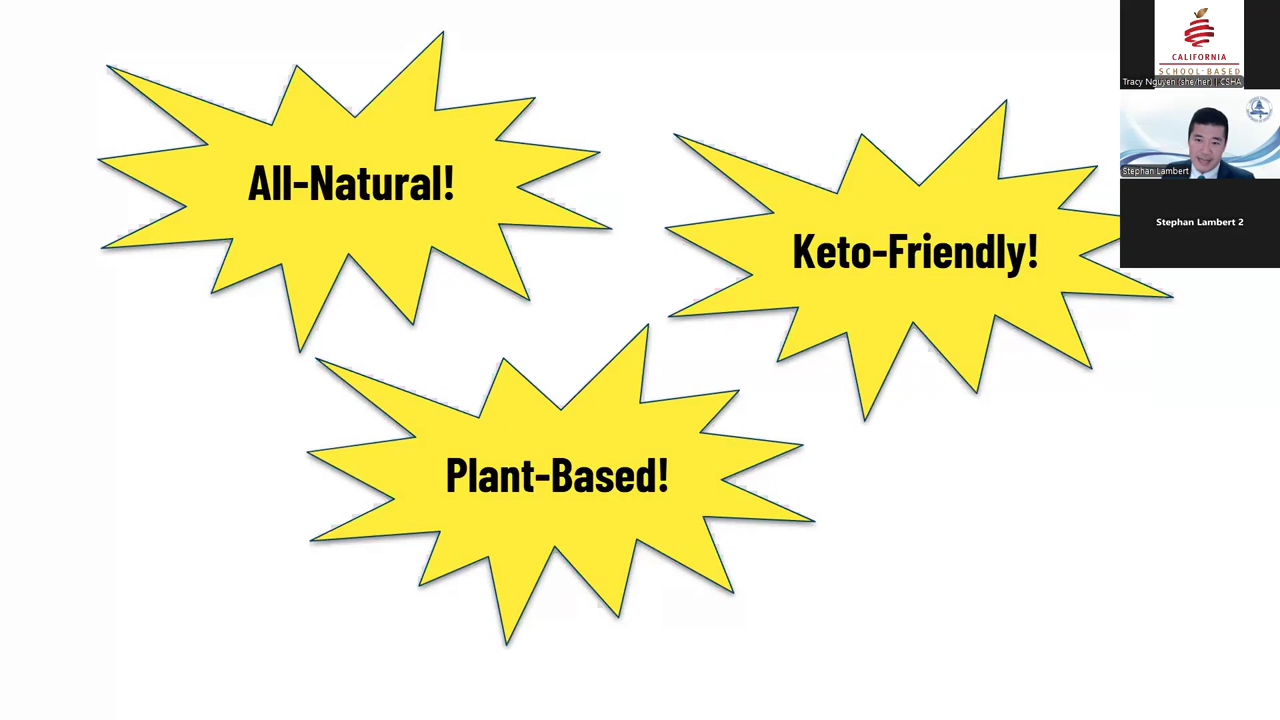 All-Natural!
Keto-Friendly!
Plant-Based!
CALIFORNIA
SCHOOL-BASED
Tracy Nguyen (she/her) | CSHA
Stephan Lambert
Stephan Lambert 2